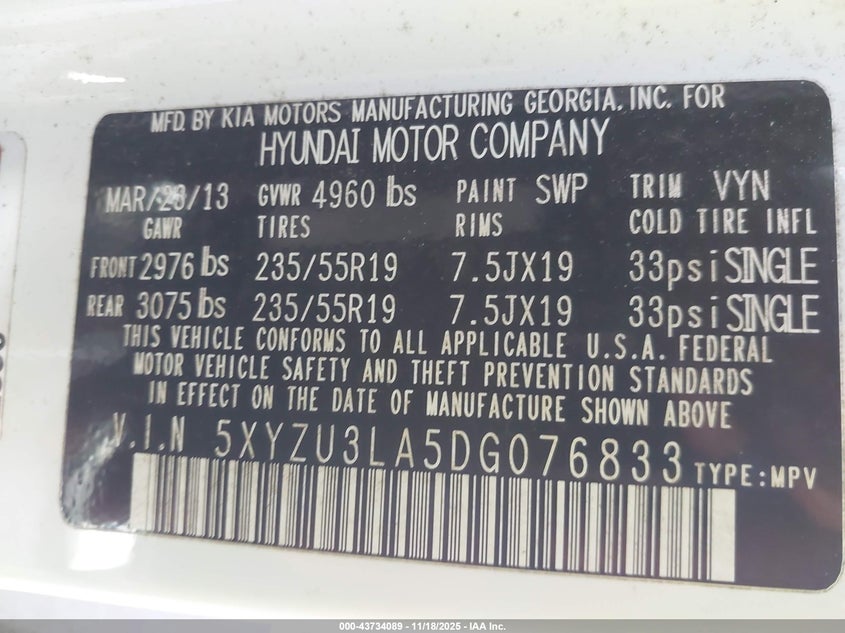 MFD. BY KIA MOTORS MANUFACTURING GEORGIA, INC. FOR
HYUNDAI MOTOR COMPANY
MAR/28/13 GVWR 4960 lbs PAINT SWP TRIM VYN
GAWR TIRES RIMS COLD TIRE INFL
FRONT 2976 lbs 235/55R19 7.5JX19 33psi SINGLE
REAR 3075 lbs 235/55R19 7.5JX19 33psi SINGLE
THIS VEHICLE CONFORMS TO ALL APPLICABLE U.S.A. FEDERAL
MOTOR VEHICLE SAFETY AND THEFT PREVENTION STANDARDS
IN EFFECT ON THE DATE OF MANUFACTURE SHOWN ABOVE
V.I.N 5XYZU3LA5DG076833 TYPE:MPV
000-43734089 - 11/18/2025 - IAA Inc.